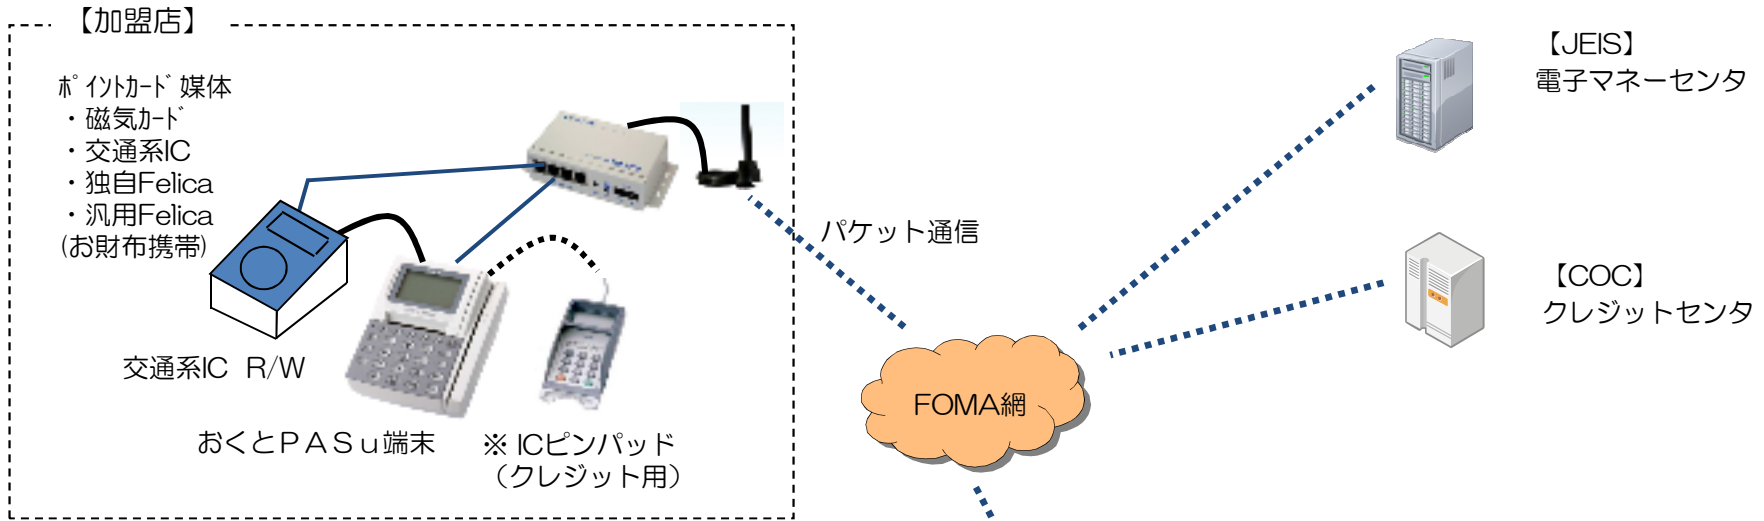 【加盟店】
ﾎﾟｲﾝﾄｶｰﾄﾞ媒体
・磁気ｶｰﾄﾞ
・交通系IC
・独自Felica
・汎用Felica
(お財布携帯)
交通系IC R/W
おくとＰＡＳｕ端末
※ ICピンパッド
（クレジット用）
パケット通信
FOMA網
【JEIS】
電子マネーセンタ
【COC】
クレジットセンタ